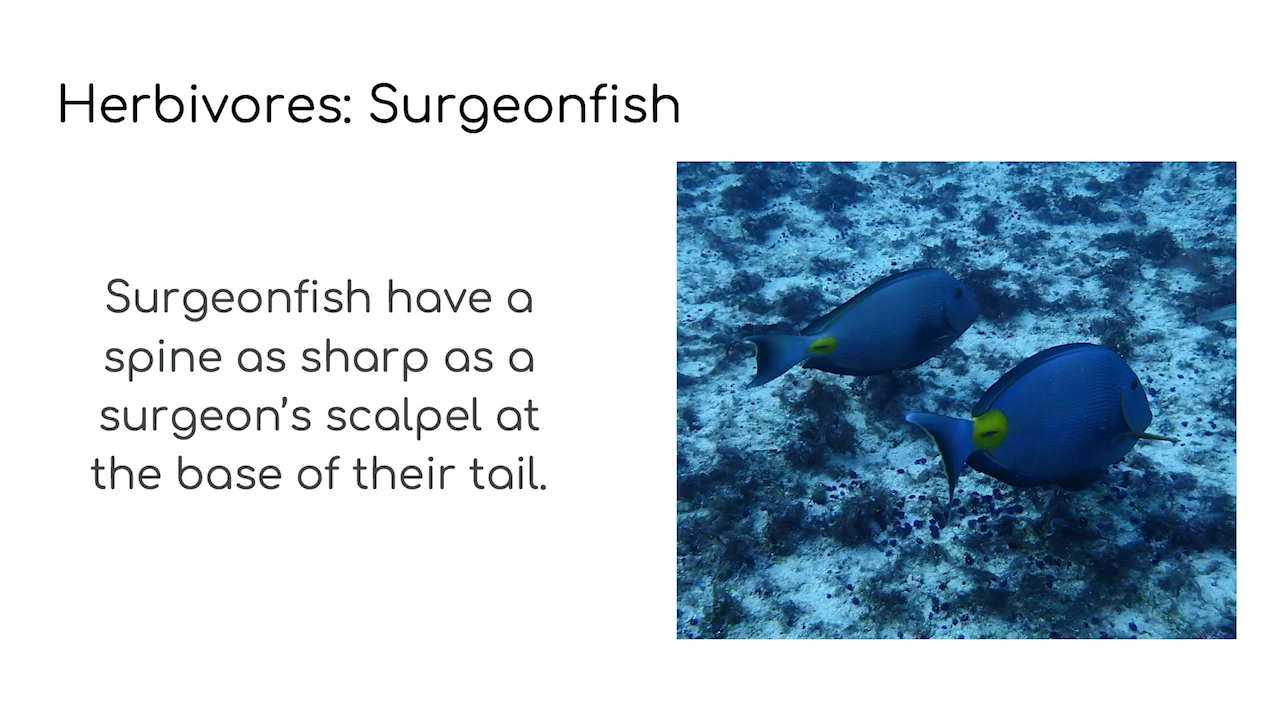 Herbivores: Surgeonfish
Surgeonfish have a
spine as sharp as a
surgeon’s scalpel at
the base of their tail.